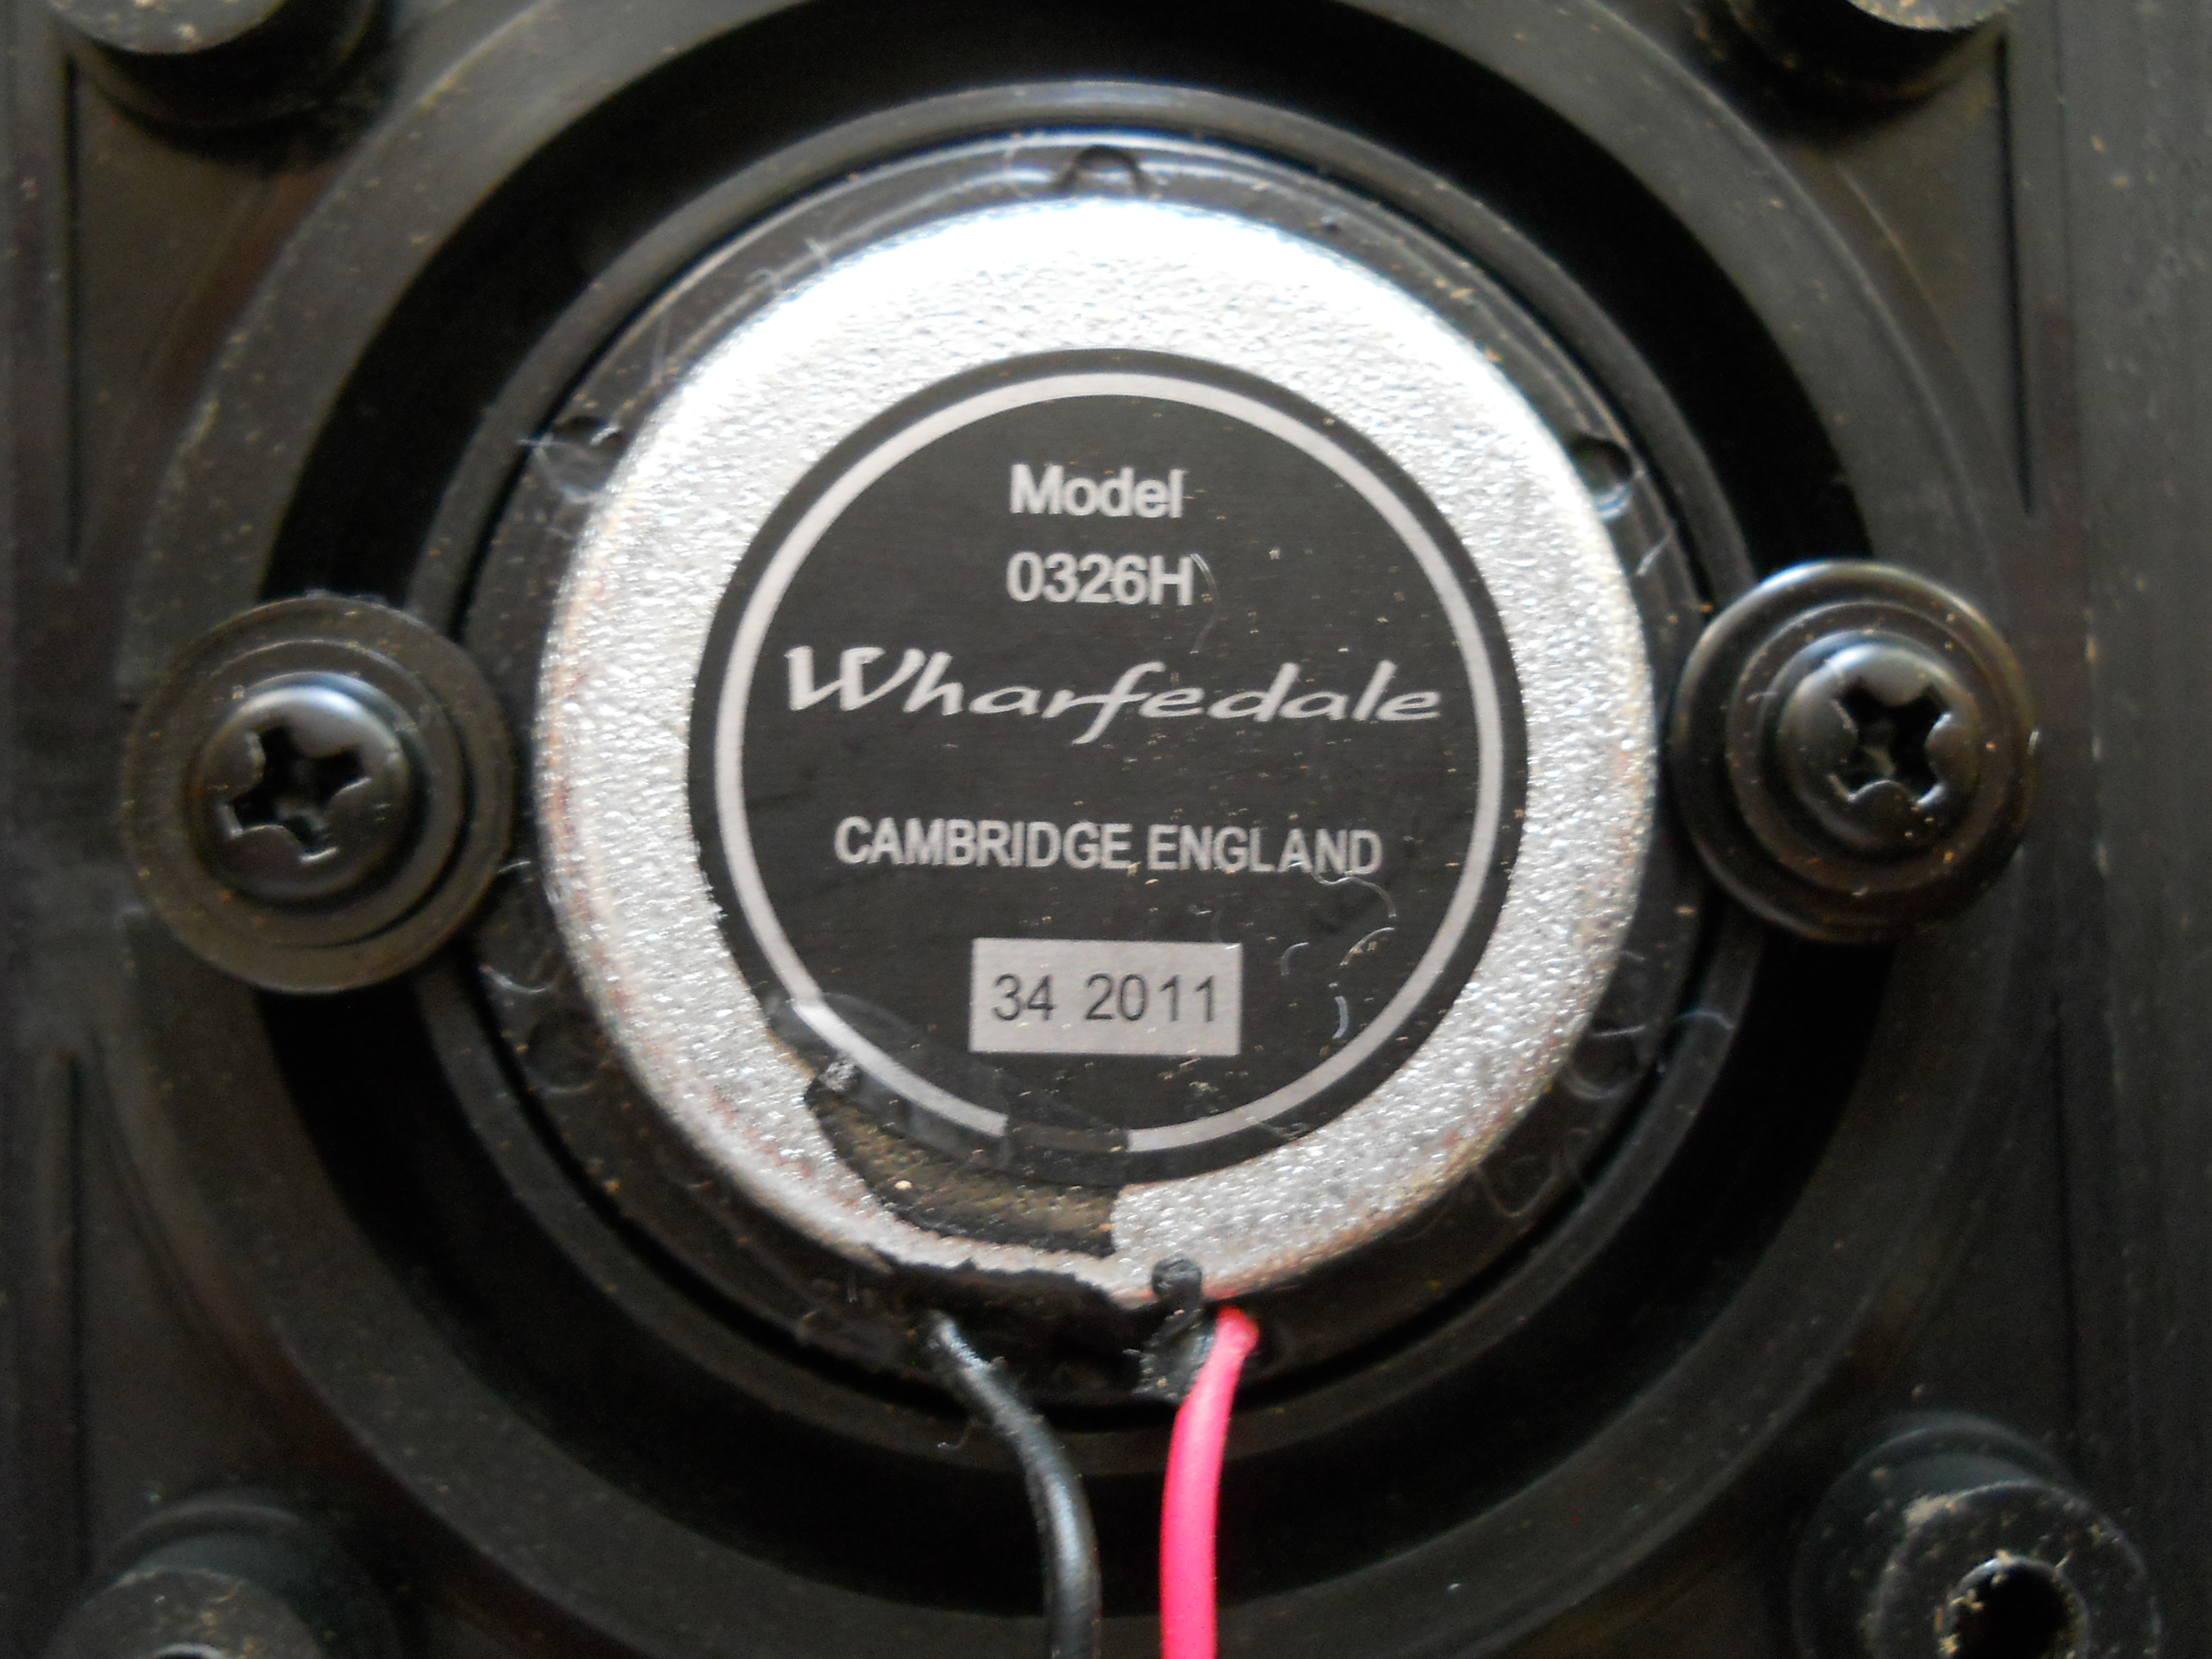 Model
0326H
Wharfedale
CAMBRIDGE ENGLAND
34 2011